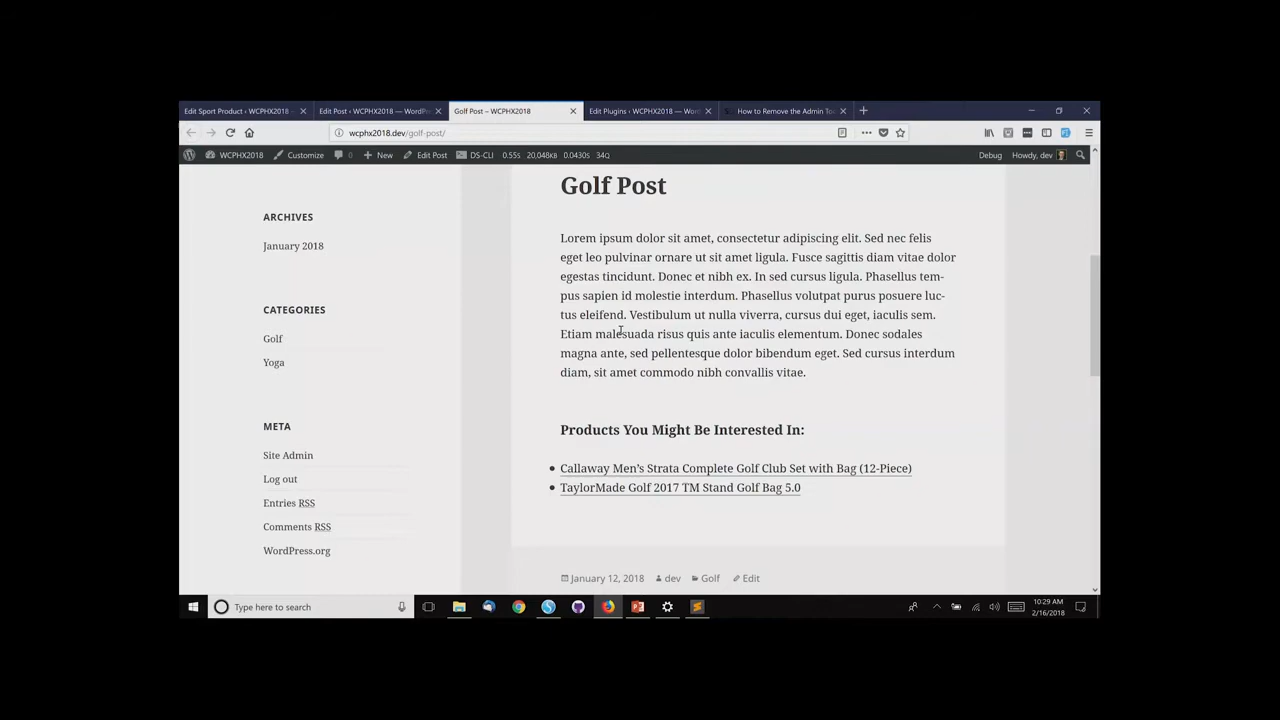 Edit Sport Product ‹ WCPHX2018 —
Edit Post ‹ WCPHX2018 — WordPr
Golf Post – WCPHX2018
Edit Plugins ‹ WCPHX2018 — Wor
How to Remove the Admin To
wcphx2018.dev/golf-post/
WCPHX2018 Customize 0 + New Edit Post DS-CLI 0.55s 20,048KB 0.0430s 34Q Debug Howdy, dev
ARCHIVES
January 2018
CATEGORIES
Golf
Yoga
META
Site Admin
Log out
Entries RSS
Comments RSS
WordPress.org
Golf Post
Lorem ipsum dolor sit amet, consectetur adipiscing elit. Sed nec felis
eget leo pulvinar ornare ut sit amet ligula. Fusce sagittis diam vitae dolor
egestas tincidunt. Donec et nibh ex. In sed cursus ligula. Phasellus tem-
pus sapien id molestie interdum. Phasellus volutpat purus posuere luc-
tus eleifend. Vestibulum ut nulla viverra, cursus dui eget, iaculis sem.
Etiam malesuada risus quis ante iaculis elementum. Donec sodales
magna ante, sed pellentesque dolor bibendum eget. Sed cursus interdum
diam, sit amet commodo nibh convallis vitae.
Products You Might Be Interested In:
Callaway Men’s Strata Complete Golf Club Set with Bag (12-Piece)
TaylorMade Golf 2017 TM Stand Golf Bag 5.0
January 12, 2018 dev Golf Edit
Type here to search
10:29 AM
2/16/2018